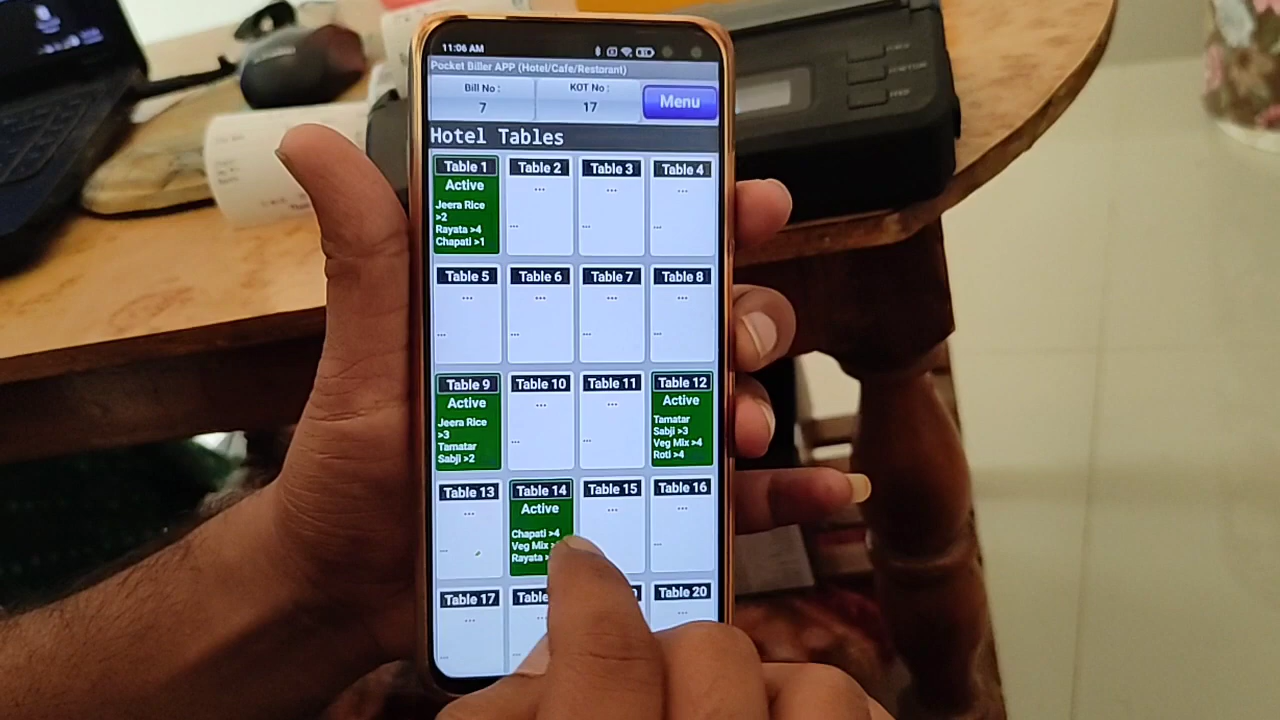 11:06 AM
Pocket Biller APP (Hotel/Cafe/Restorant)
Bill No :
7
KOT No :
17
Menu
Hotel Tables
Table 1
Active
Jeera Rice
>2
Rayata >4
Chapati >1
Table 2
...
...
Table 3
...
...
Table 4
...
...
Table 5
...
...
Table 6
...
...
Table 7
...
...
Table 8
...
...
Table 9
Active
Jeera Rice
>3
Tamatar
Sabji >2
Table 10
...
...
Table 11
...
...
Table 12
Active
Tamatar
Sabji >3
Veg Mix >4
Roti >4
Table 13
...
...
Table 14
Active
Chapati >4
Veg Mix >
Rayata >
Table 15
...
Table 16
...
...
Table 17
...
...
Table
Table 20
...